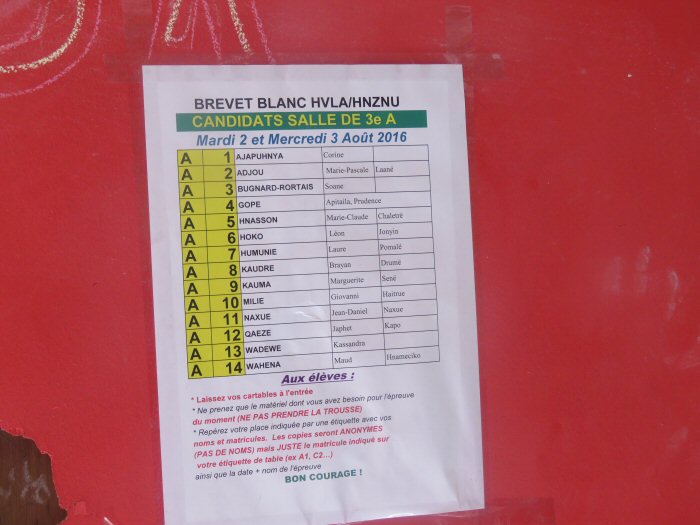 BREVET BLANC HVLA/HNZNU
CANDIDATS SALLE DE 3e A
Mardi 2 et Mercredi 3 Août 2016
A 1 AJAPUHNYA Corine
A 2 ADJOU Marie-Pascale Laané
A 3 BUGNARD-RORTAIS Soane
A 4 GOPE Apitaila, Prudence
A 5 HNASSON Marie-Claude Chaletré
A 6 HOKO Léon Jonyin
A 7 HUMUNIE Laure Pomalé
A 8 KAUDRE Brayan Drumë
A 9 KAUMA Marguerite Sené
A 10 MILIE Giovanni Haitrue
A 11 NAXUE Jean-Daniel Naxue
A 12 QAEZE Japhet Kapo
A 13 WADEWE Kassandra
A 14 WAHENA Maud Hnameciko
Aux élèves :
* Laissez vos cartables à l'entrée
* Ne prenez que le matériel dont vous avez besoin pour l'épreuve
du moment (NE PAS PRENDRE LA TROUSSE)
* Repérez votre place indiquée par une étiquette avec vos
noms et matricules. Les copies seront ANONYMES
(PAS DE NOMS) mais JUSTE le matricule indiqué sur
votre étiquette de table (ex A1, C2...)
ainsi que la date + nom de l'épreuve
BON COURAGE !